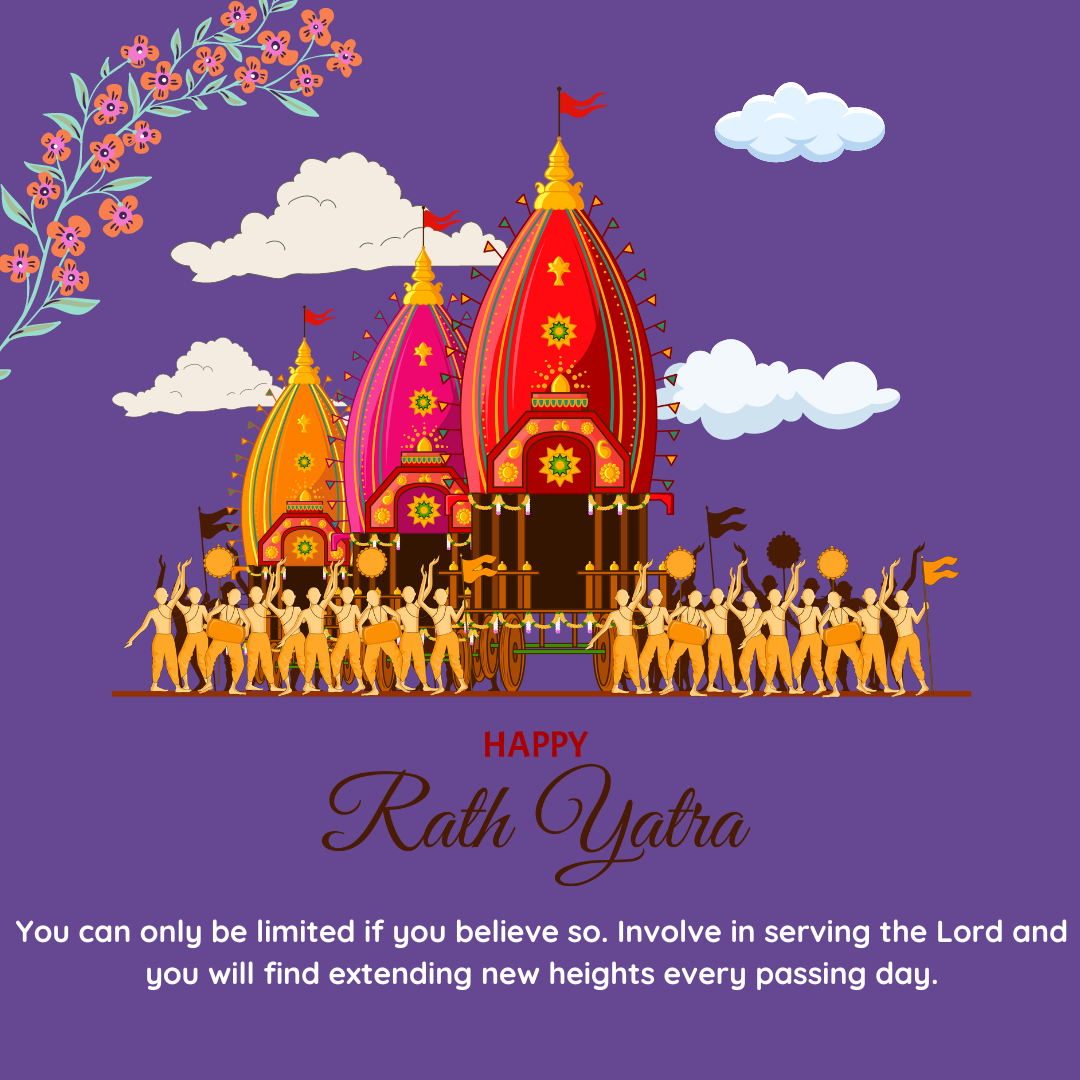 HAPPY
Rath Yatra
You can only be limited if you believe so. Involve in serving the Lord and
you will find extending new heights every passing day.